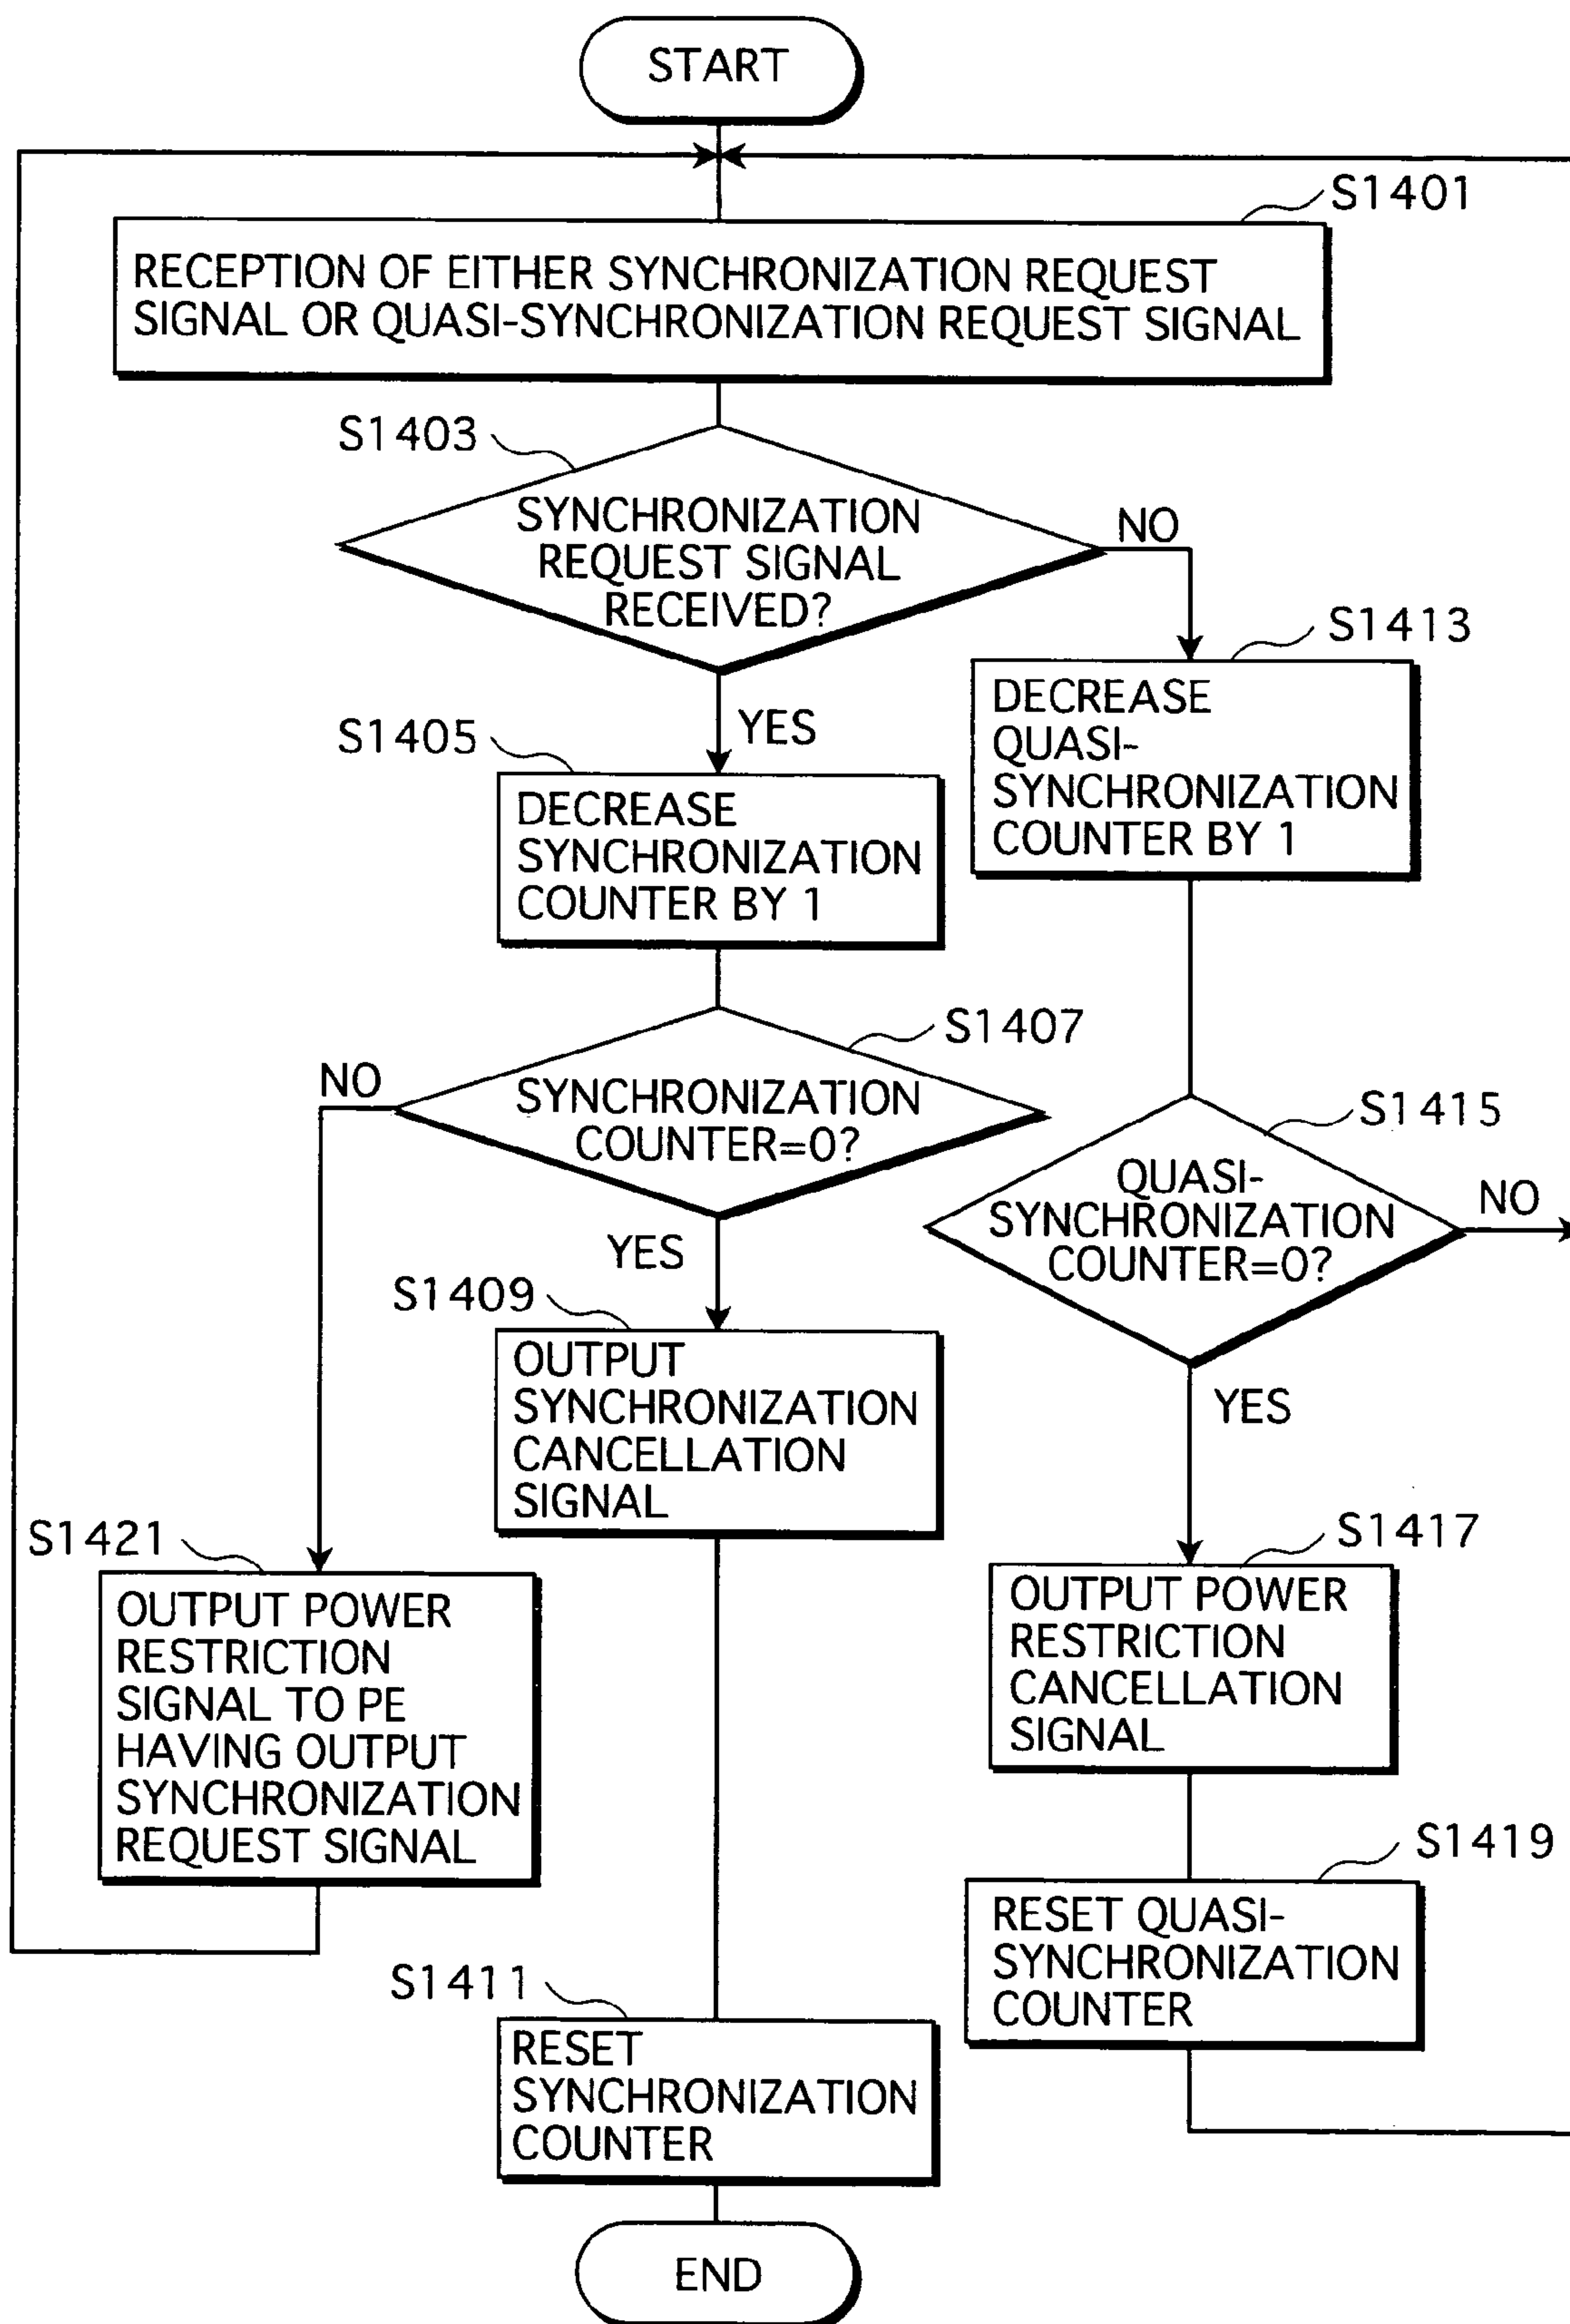 START
S1401
RECEPTION OF EITHER SYNCHRONIZATION REQUEST
SIGNAL OR QUASI-SYNCHRONIZATION REQUEST SIGNAL
S1403
SYNCHRONIZATION
REQUEST SIGNAL
RECEIVED?
NO
YES
S1405
DECREASE
SYNCHRONIZATION
COUNTER BY 1
S1413
DECREASE
QUASI-
SYNCHRONIZATION
COUNTER BY 1
S1407
SYNCHRONIZATION
COUNTER=0?
NO
YES
S1415
QUASI-
SYNCHRONIZATION
COUNTER=0?
NO
YES
S1409
OUTPUT
SYNCHRONIZATION
CANCELLATION
SIGNAL
S1421
OUTPUT POWER
RESTRICTION
SIGNAL TO PE
HAVING OUTPUT
SYNCHRONIZATION
REQUEST SIGNAL
S1417
OUTPUT POWER
RESTRICTION
CANCELLATION
SIGNAL
S1419
RESET QUASI-
SYNCHRONIZATION
COUNTER
S1411
RESET
SYNCHRONIZATION
COUNTER
END